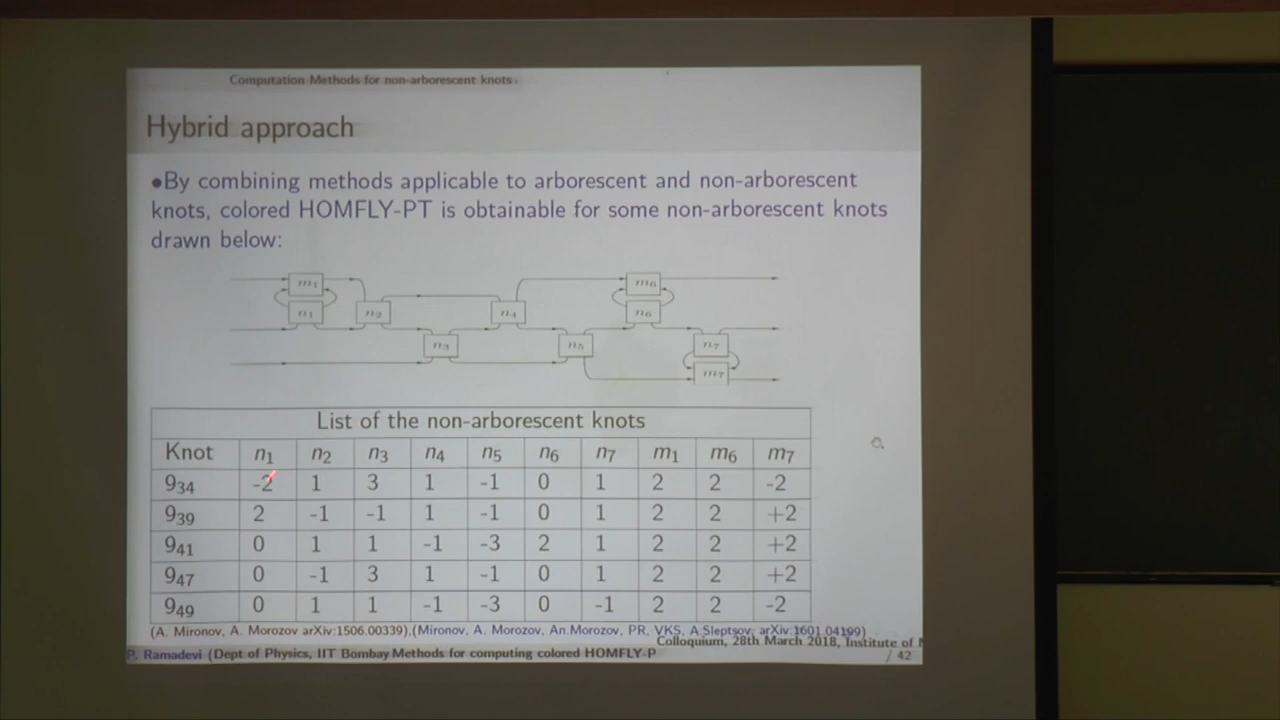 Computation Methods for non-arborescent knots
Hybrid approach
•By combining methods applicable to arborescent and non-arborescent
knots, colored HOMFLY-PT is obtainable for some non-arborescent knots
drawn below:
m₁ m₆
n₁ n₂ n₄ n₆
n₃ n₅ n₇
m₇
List of the non-arborescent knots
Knot n₁ n₂ n₃ n₄ n₅ n₆ n₇ m₁ m₆ m₇
9₃₄ -2 1 3 1 -1 0 1 2 2 -2
9₃₉ 2 -1 -1 1 -1 0 1 2 2 +2
9₄₁ 0 1 1 -1 -3 2 1 2 2 +2
9₄₇ 0 -1 3 1 -1 0 1 2 2 +2
9₄₉ 0 1 1 -1 -3 0 -1 2 2 -2
(A. Mironov, A. Morozov arXiv:1506.00339),(Mironov, A. Morozov, An.Morozov, PR, VKS, A Sleptsov, arXiv:1601.04199)
Colloquium, 28th March 2018, Institute of
P. Ramadevi (Dept of Physics, IIT Bombay Methods for computing colored HOMFLY-P
/ 42